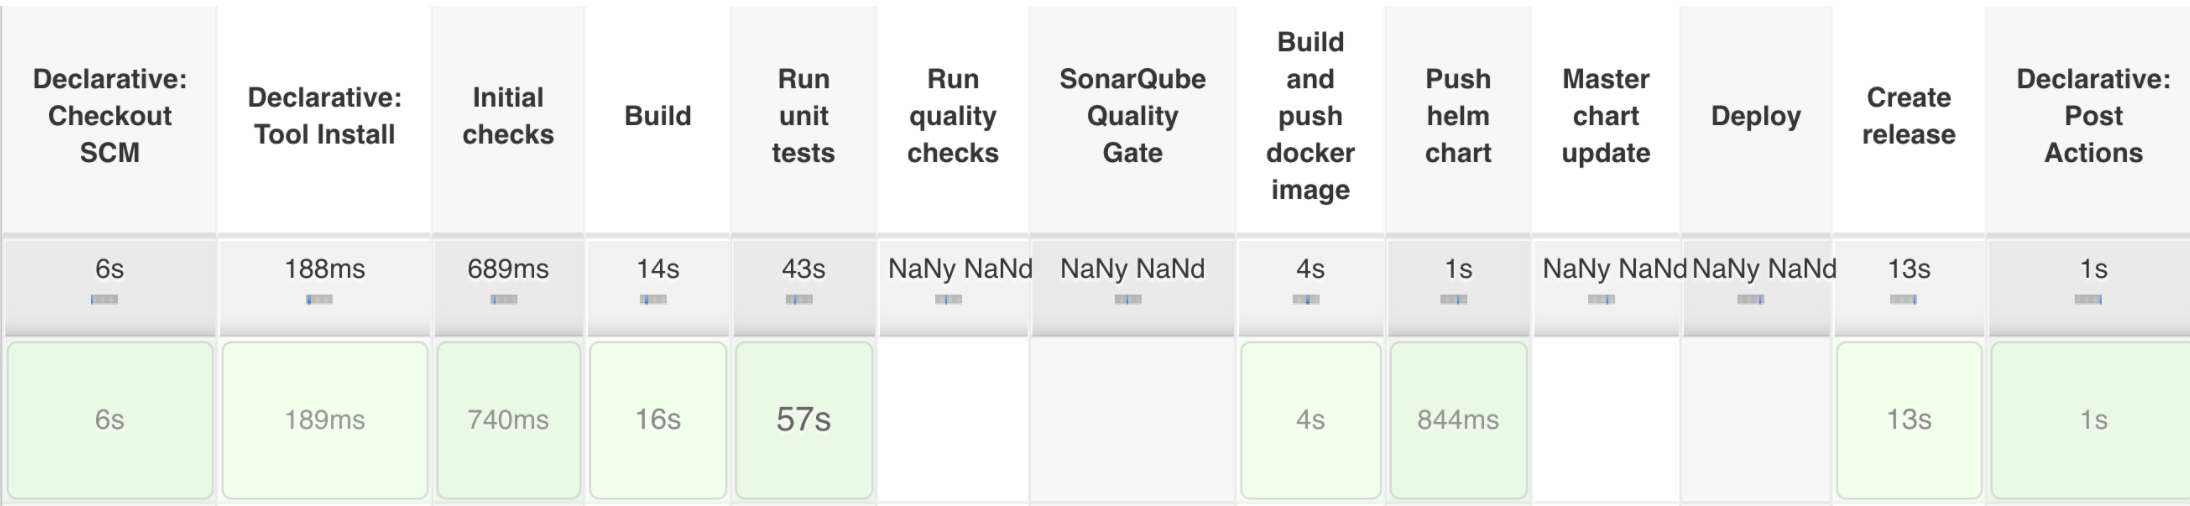 Declarative:
Checkout
SCM
Declarative:
Tool Install
Initial
checks
Build
Run
unit
tests
Run
quality
checks
SonarQube
Quality
Gate
Build
and
push
docker
image
Push
helm
chart
Master
chart
update
Deploy
Create
release
Declarative:
Post
Actions
6s
188ms
689ms
14s
43s
NaNy NaNd
NaNy NaNd
4s
1s
NaNy NaNd
NaNy NaNd
13s
1s
6s
189ms
740ms
16s
57s
4s
844ms
13s
1s